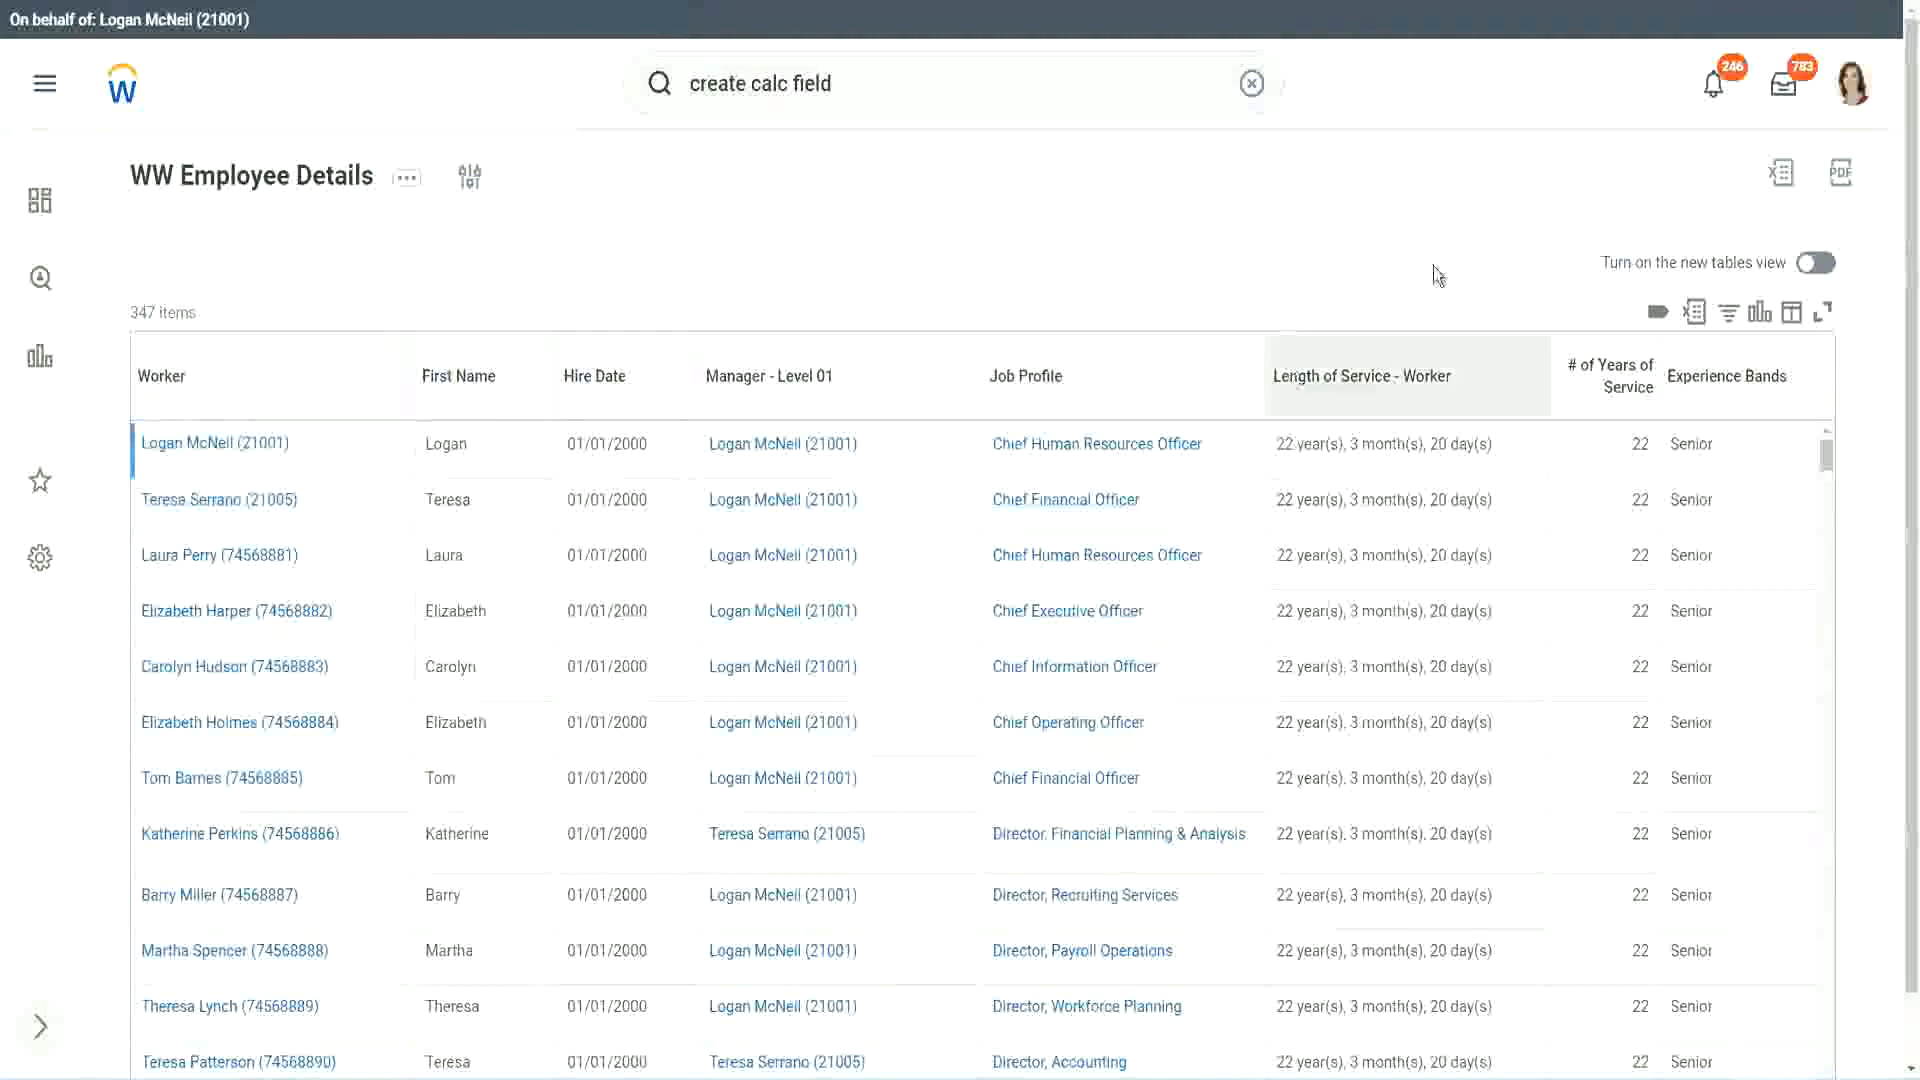 On behalf of: Logan McNeil (21001)
create calc field
246
783
WW Employee Details
PDF
Turn on the new tables view
347 items
Worker First Name Hire Date Manager - Level 01 Job Profile Length of Service - Worker # of Years of Service Experience Bands
Logan McNeil (21001) Logan 01/01/2000 Logan McNeil (21001) Chief Human Resources Officer 22 year(s), 3 month(s), 20 day(s) 22 Senior
Teresa Serrano (21005) Teresa 01/01/2000 Logan McNeil (21001) Chief Financial Officer 22 year(s), 3 month(s), 20 day(s) 22 Senior
Laura Perry (74568881) Laura 01/01/2000 Logan McNeil (21001) Chief Human Resources Officer 22 year(s), 3 month(s), 20 day(s) 22 Senior
Elizabeth Harper (74568882) Elizabeth 01/01/2000 Logan McNeil (21001) Chief Executive Officer 22 year(s), 3 month(s), 20 day(s) 22 Senior
Carolyn Hudson (74568883) Carolyn 01/01/2000 Logan McNeil (21001) Chief Information Officer 22 year(s), 3 month(s), 20 day(s) 22 Senior
Elizabeth Holmes (74568884) Elizabeth 01/01/2000 Logan McNeil (21001) Chief Operating Officer 22 year(s), 3 month(s), 20 day(s) 22 Senior
Tom Barnes (74568885) Tom 01/01/2000 Logan McNeil (21001) Chief Financial Officer 22 year(s), 3 month(s), 20 day(s) 22 Senior
Katherine Perkins (74568886) Katherine 01/01/2000 Teresa Serrano (21005) Director, Financial Planning & Analysis 22 year(s), 3 month(s), 20 day(s) 22 Senior
Barry Miller (74568887) Barry 01/01/2000 Logan McNeil (21001) Director, Recruiting Services 22 year(s), 3 month(s), 20 day(s) 22 Senior
Martha Spencer (74568888) Martha 01/01/2000 Logan McNeil (21001) Director, Payroll Operations 22 year(s), 3 month(s), 20 day(s) 22 Senior
Theresa Lynch (74568889) Theresa 01/01/2000 Logan McNeil (21001) Director, Workforce Planning 22 year(s), 3 month(s), 20 day(s) 22 Senior
Teresa Patterson (74568890) Teresa 01/01/2000 Teresa Serrano (21005) Director, Accounting 22 year(s), 3 month(s), 20 day(s) 22 Senior